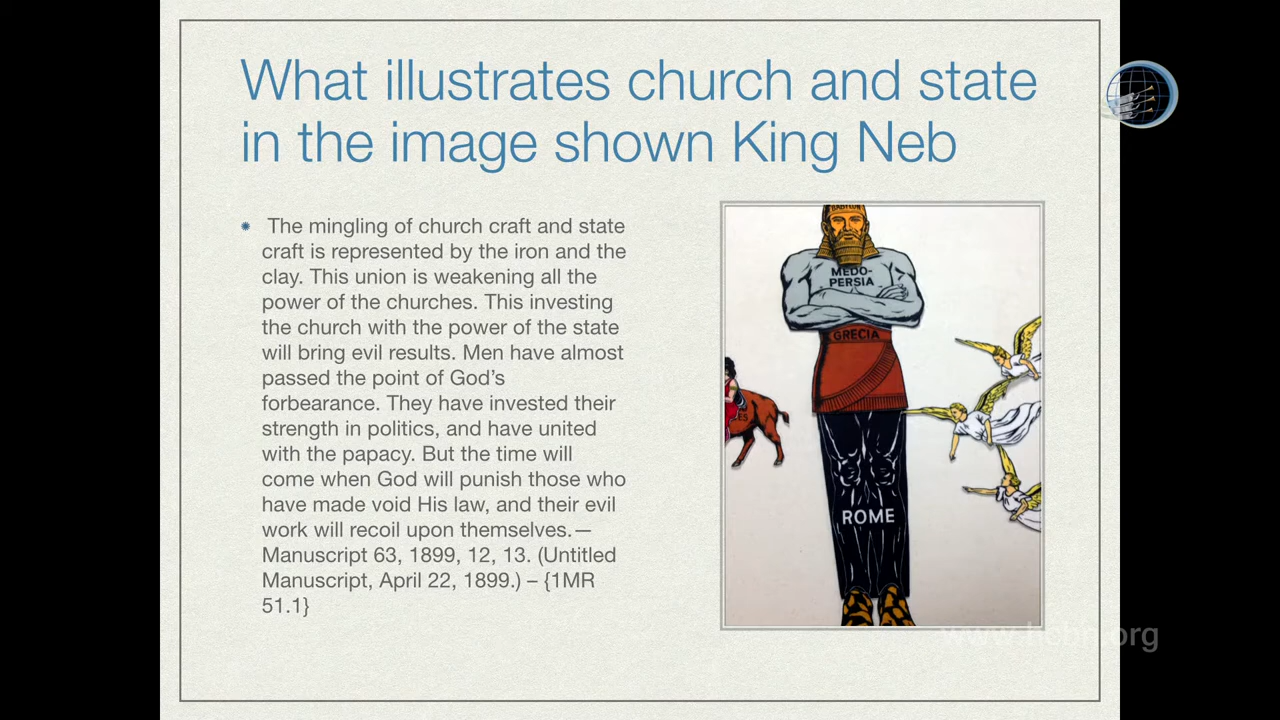 What illustrates church and state
in the image shown King Neb
The mingling of church craft and state
craft is represented by the iron and the
clay. This union is weakening all the
power of the churches. This investing
the church with the power of the state
will bring evil results. Men have almost
passed the point of God’s
forbearance. They have invested their
strength in politics, and have united
with the papacy. But the time will
come when God will punish those who
have made void His law, and their evil
work will recoil upon themselves.—
Manuscript 63, 1899, 12, 13. (Untitled
Manuscript, April 22, 1899.) – {1MR
51.1}
BABYLON
MEDO-
PERSIA
GRECIA
ROME